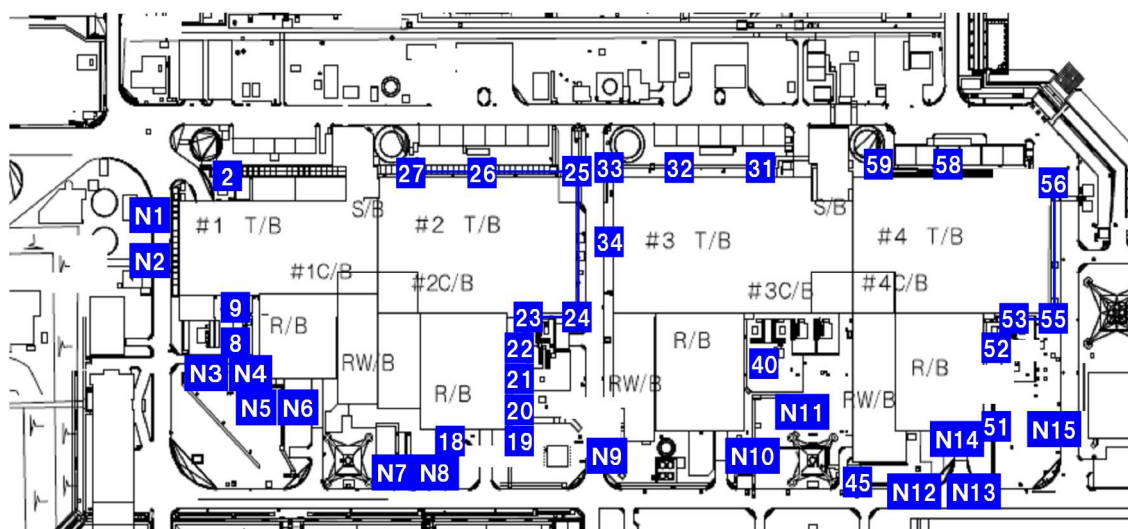 2
27
26
25
33
32
31
59
58
56
N1
N2
S/B
S/B
#1 T/B
#2 T/B
34
#3 T/B
#4 T/B
#1C/B
#2C/B
#3C/B
#4C/B
9
8
R/B
23
24
53
55
22
52
RW/B
R/B
40
R/B
N3
N4
21
RW/B
R/B
RW/B
N5
N6
20
N11
18
19
51
N14
N15
N7
N8
N9
N10
45
N12
N13